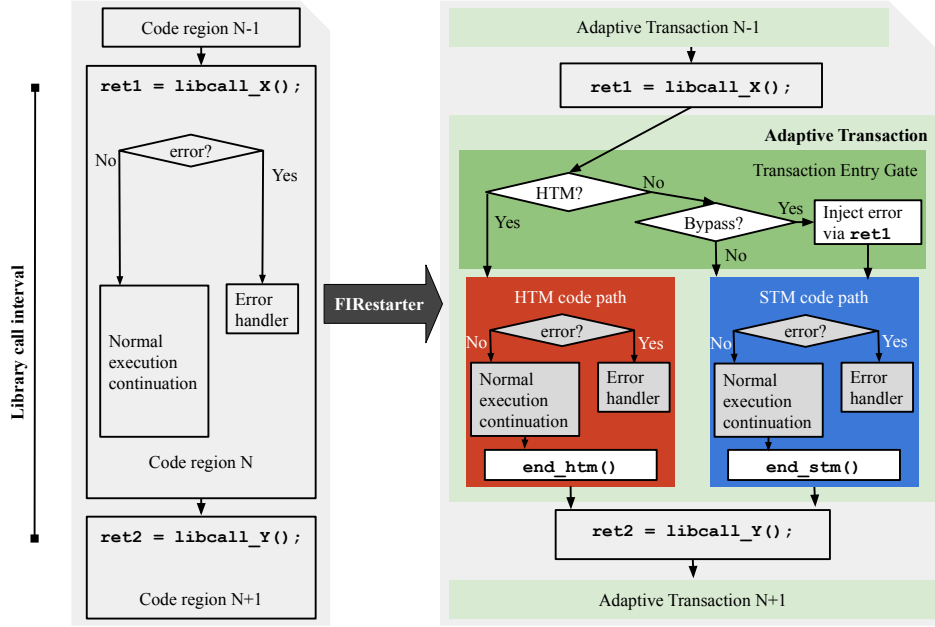 Library call interval
Code region N-1
ret1 = libcall_X();
error?
No
Yes
Normal
execution
continuation
Error
handler
Code region N
ret2 = libcall_Y();
Code region N+1
FIRestarter
Adaptive Transaction N-1
ret1 = libcall_X();
Adaptive Transaction
Transaction Entry Gate
HTM?
No
Yes
Bypass?
Yes
No
Inject error
via ret1
HTM code path
error?
No
Yes
Normal
execution
continuation
Error
handler
end_htm()
STM code path
error?
No
Yes
Normal
execution
continuation
Error
handler
end_stm()
ret2 = libcall_Y();
Adaptive Transaction N+1